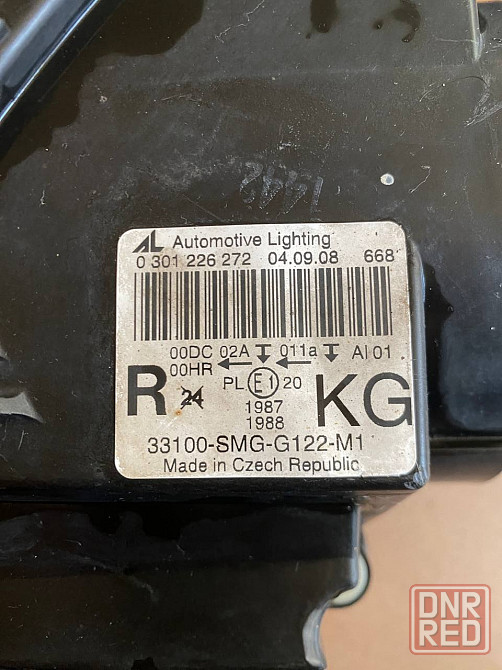 1442
AL Automotive Lighting
0 301 226 272 04.09.08 668
00DC 02A 011a AI 01
00HR
R 24 PL E1 20 KG
1987
1988
33100-SMG-G122-M1
Made in Czech Republic
DNR
RED